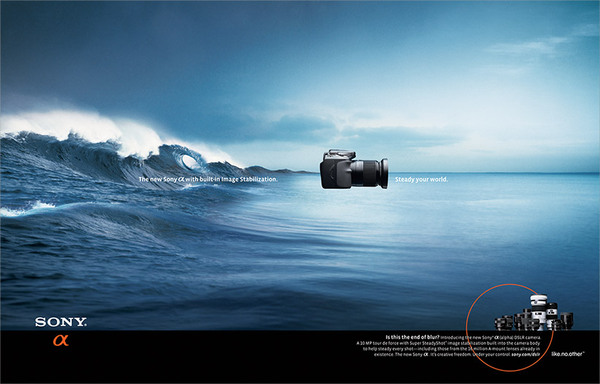 The new Sony α with built-in Image Stabilization.
Steady your world.
SONY
α
Is this the end of blur? Introducing the new Sony® α (alpha) DSLR camera
A 10 MP tour de force with Super SteadyShot™ image stabilization built into the camera body
to help steady every shot—including those from the 16 million A-mount lenses already in
existence. The new Sony α. It's creative freedom. Under your control. sony.com/dslr
like.no.other™